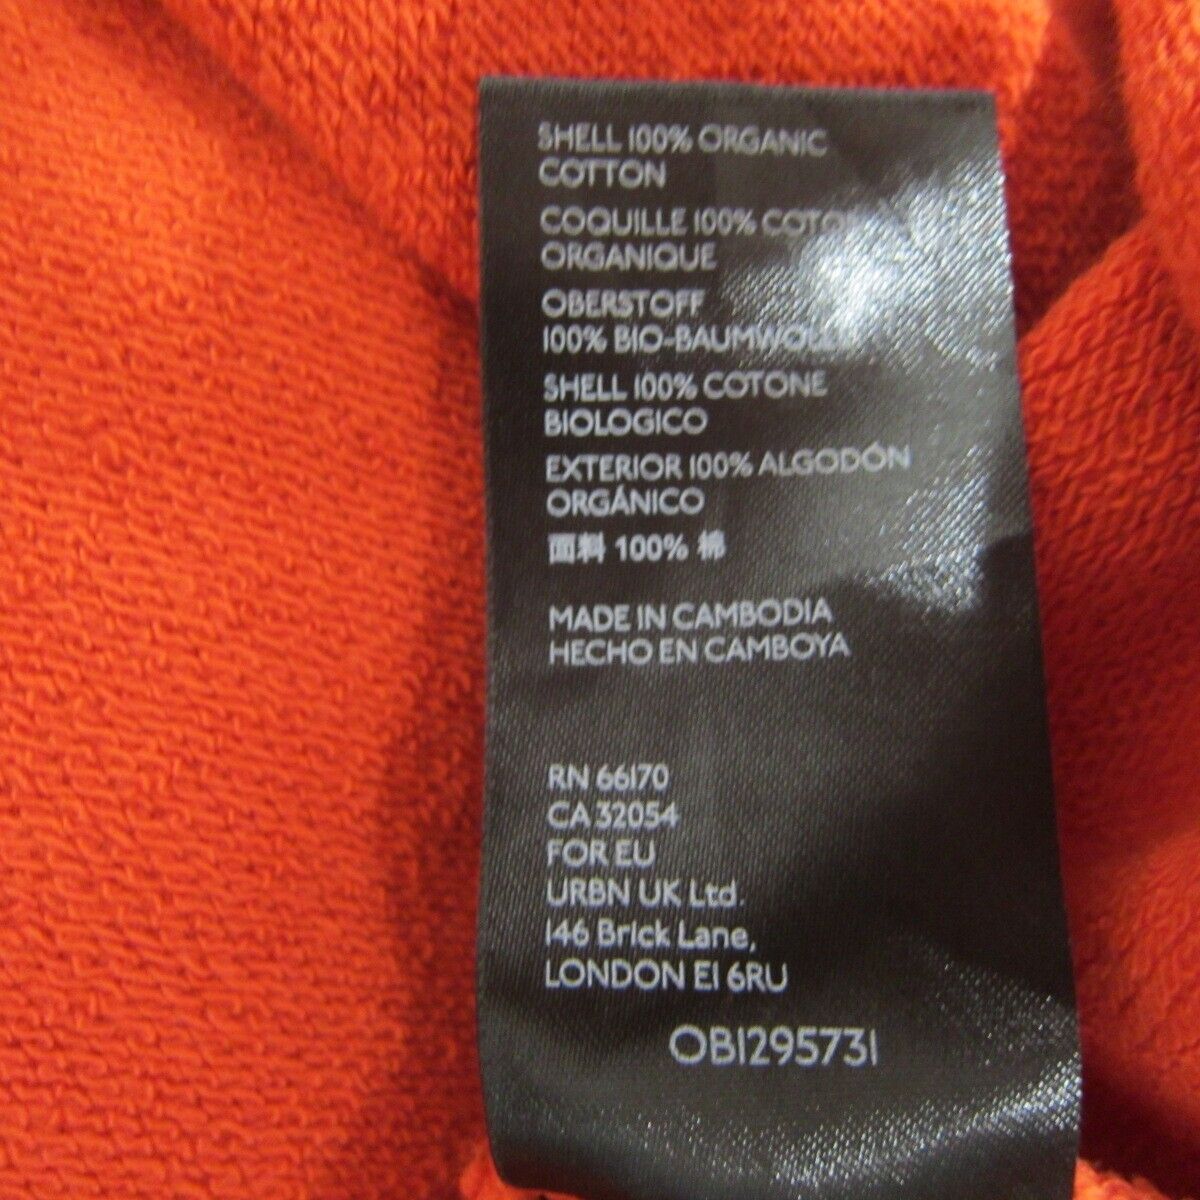 SHELL 100% ORGANIC
COTTON
COQUILLE 100% COTON
ORGANIQUE
OBERSTOFF
100% BIO-BAUMWOLLE
SHELL 100% COTONE
BIOLOGICO
EXTERIOR 100% ALGODÓN
ORGÁNICO
面料 100% 棉
MADE IN CAMBODIA
HECHO EN CAMBOYA
RN 66170
CA 32054
FOR EU
URBN UK Ltd.
146 Brick Lane,
LONDON E1 6RU
OB1295731